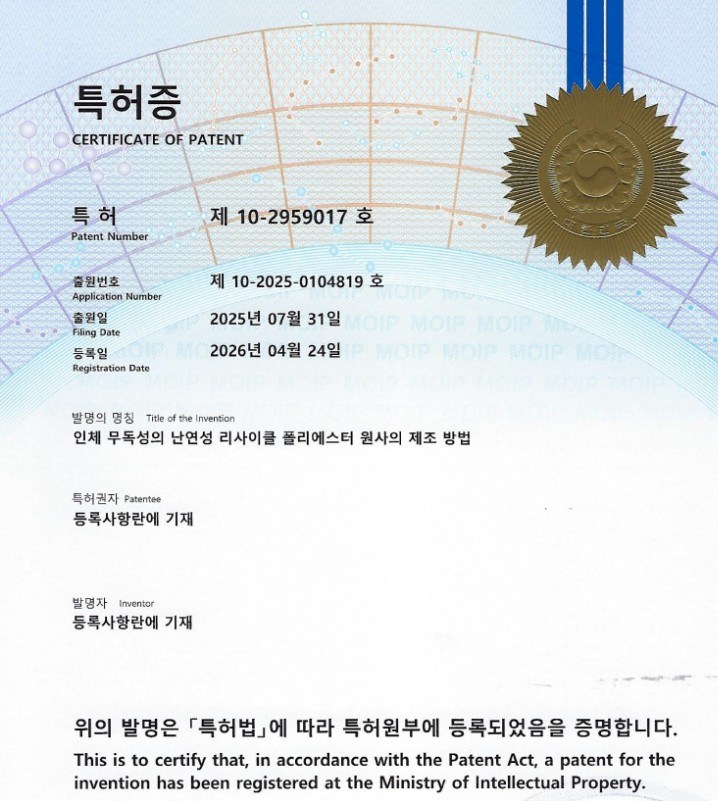 특허증
CERTIFICATE OF PATENT
특 허 제 10-2959017 호
Patent Number
출원번호 제 10-2025-0104819 호
Application Number
출원일 2025년 07월 31일
Filing Date
등록일 2026년 04월 24일
Registration Date
발명의 명칭 Title of the Invention
인체 무독성의 난연성 리사이클 폴리에스터 원사의 제조 방법
특허권자 Patentee
등록사항란에 기재
발명자 Inventor
등록사항란에 기재
위의 발명은 「특허법」에 따라 특허원부에 등록되었음을 증명합니다.
This is to certify that, in accordance with the Patent Act, a patent for the
invention has been registered at the Ministry of Intellectual Property.